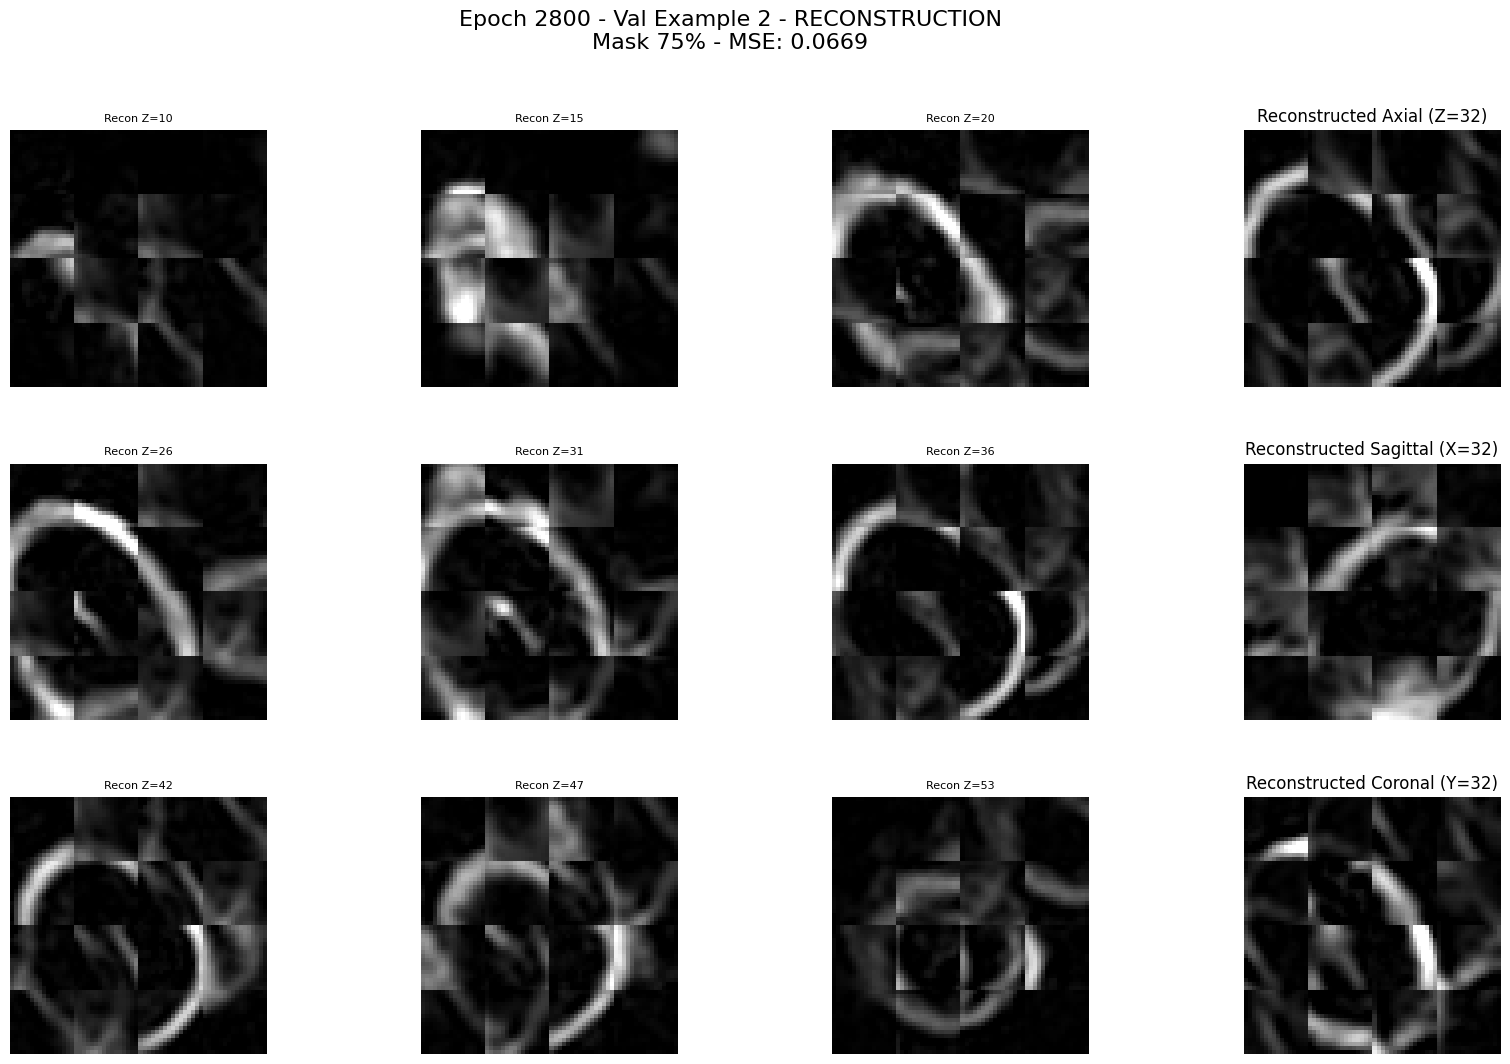 Epoch 2800 - Val Example 2 - RECONSTRUCTION
Mask 75% - MSE: 0.0669
Recon Z=10
Recon Z=15
Recon Z=20
Reconstructed Axial (Z=32)
Recon Z=26
Recon Z=31
Recon Z=36
Reconstructed Sagittal (X=32)
Recon Z=42
Recon Z=47
Recon Z=53
Reconstructed Coronal (Y=32)